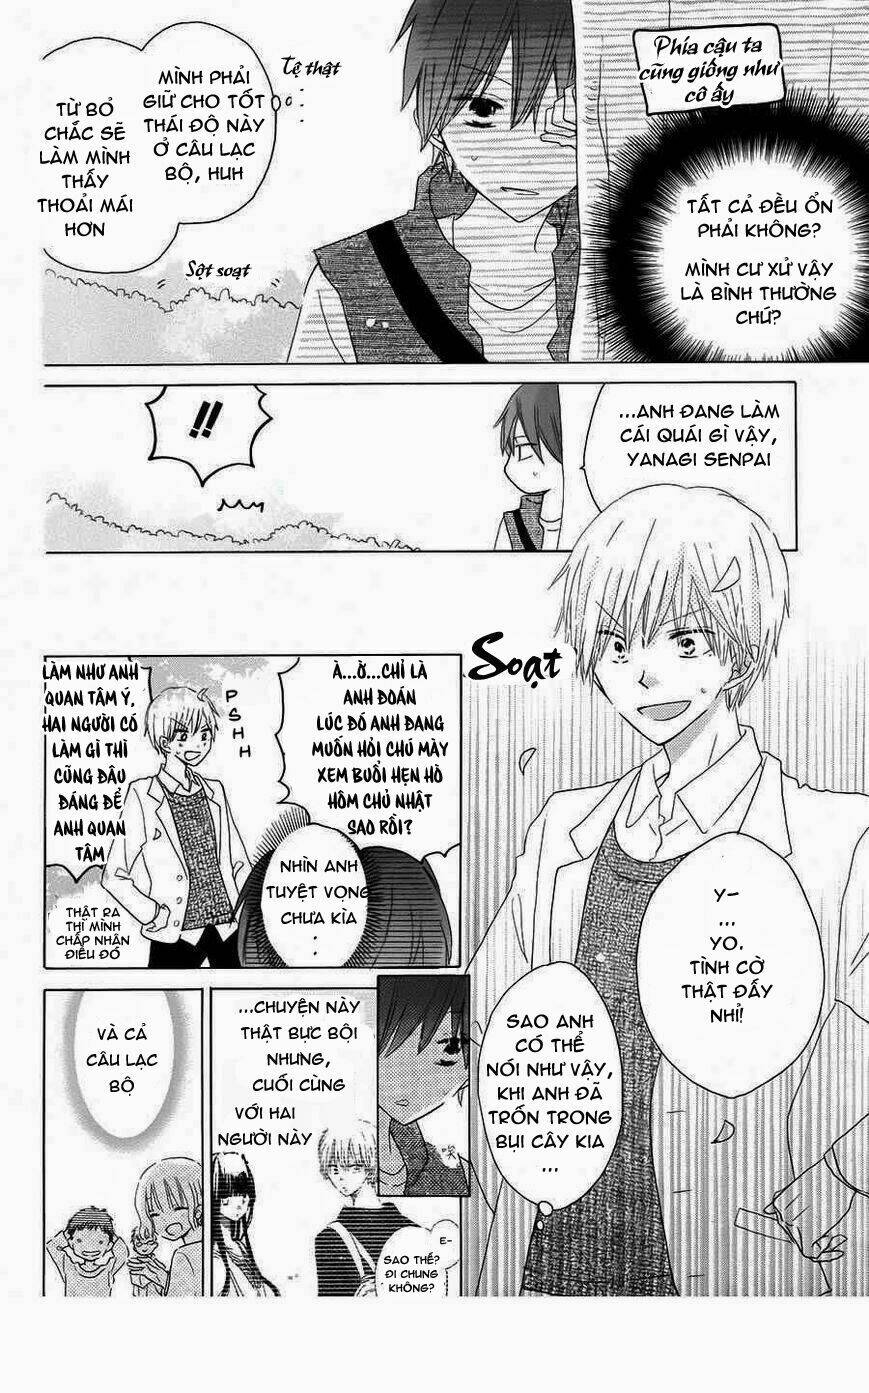 Phía cậu ta
cũng giống như
cô ấy
TẤT CẢ ĐỀU ỔN
PHẢI KHÔNG?
MÌNH CƯ XỬ VẬY
LÀ BÌNH THƯỜNG
CHỨ?
Tệ thật
MÌNH PHẢI
GIỮ CHO TỐT
THÁI ĐỘ NÀY
Ở CÂU LẠC
BỘ, HUH
TỪ BỎ
CHẮC SẼ
LÀM MÌNH
THẤY
THOẢI MÁI
HƠN
Sột soạt
...ANH ĐANG LÀM
CÁI QUÁI GÌ VẬY,
YANAGI SENPAI
!!
Soạt
Y-
...
YO.
TÌNH CỜ
THẬT ĐẤY
NHỈ!
SAO ANH
CÓ THỂ
NÓI NHƯ VẬY,
KHI ANH ĐÃ
TRỐN TRONG
BỤI CÂY KIA
...
À...Ờ...CHỈ LÀ
ANH ĐOÁN
LÚC ĐÓ ANH ĐANG
MUỐN HỎI CHÚ MÀY
XEM BUỔI HẸN HÒ
HÔM CHỦ NHẬT
SAO RỒI?
PSHH
LÀM NHƯ ANH
QUAN TÂM Ý,
HAI NGƯỜI CÓ
LÀM GÌ THÌ
CŨNG ĐÂU
ĐÁNG ĐỂ
ANH QUAN
TÂM
NHÌN ANH
TUYỆT VỌNG
CHƯA KÌA
...
THẬT RA
THÌ MÌNH
CHẤP NHẬN
ĐIỀU ĐÓ
...CHUYỆN NÀY
THẬT BỰC BỘI
NHƯNG,
CUỐI CÙNG
VỚI HAI
NGƯỜI NÀY
E-
SAO THẾ?
ĐI CHUNG
KHÔNG?
VÀ CẢ
CÂU LẠC
BỘ